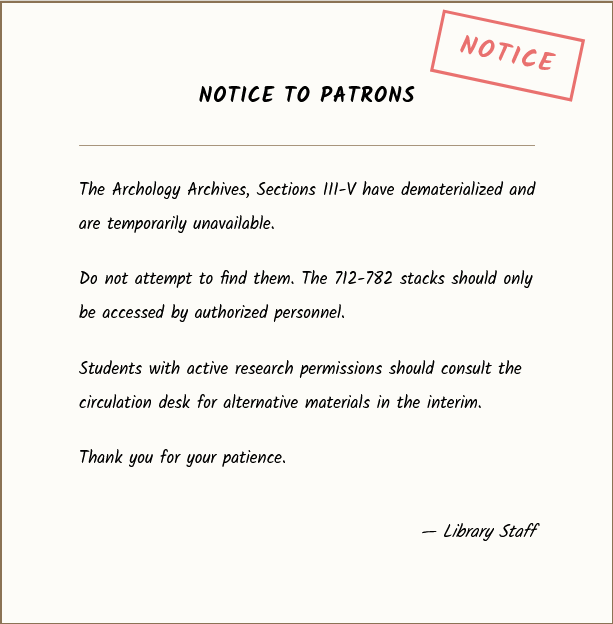 NOTICE
NOTICE TO PATRONS
The Archology Archives, Sections III-V have dematerialized and
are temporarily unavailable.
Do not attempt to find them. The 712-782 stacks should only
be accessed by authorized personnel.
Students with active research permissions should consult the
circulation desk for alternative materials in the interim.
Thank you for your patience.
— Library Staff